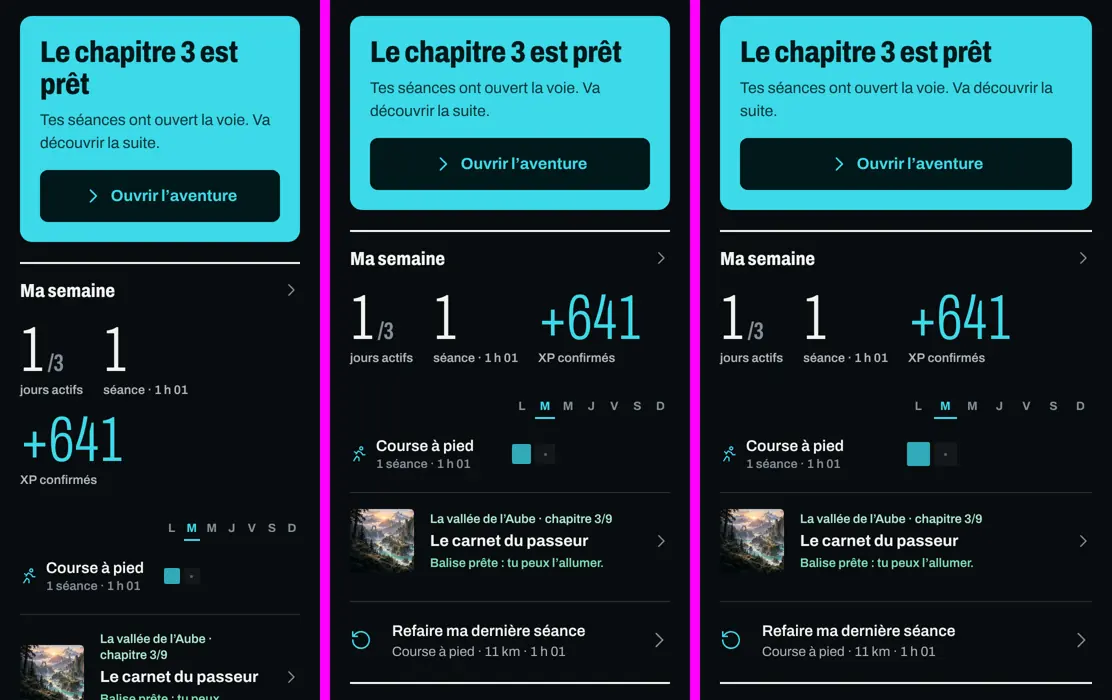 Le chapitre 3 est
prêt
Tes séances ont ouvert la voie. Va
découvrir la suite.
Ouvrir l’aventure
Ma semaine
1/3
jours actifs
1
séance · 1 h 01
+641
XP confirmés
L M M J V S D
Course à pied
1 séance · 1 h 01
La vallée de l’Aube ·
chapitre 3/9
Le carnet du passeur
Balise prête : tu peux
Le chapitre 3 est prêt
Tes séances ont ouvert la voie. Va
découvrir la suite.
Ouvrir l’aventure
Ma semaine
1/3
jours actifs
1
séance · 1 h 01
+641
XP confirmés
L M M J V S D
Course à pied
1 séance · 1 h 01
La vallée de l’Aube · chapitre 3/9
Le carnet du passeur
Balise prête : tu peux l’allumer.
Refaire ma dernière séance
Course à pied · 11 km · 1 h 01
Le chapitre 3 est prêt
Tes séances ont ouvert la voie. Va découvrir la
suite.
Ouvrir l’aventure
Ma semaine
1/3
jours actifs
1
séance · 1 h 01
+641
XP confirmés
L M M J V S D
Course à pied
1 séance · 1 h 01
La vallée de l’Aube · chapitre 3/9
Le carnet du passeur
Balise prête : tu peux l’allumer.
Refaire ma dernière séance
Course à pied · 11 km · 1 h 01